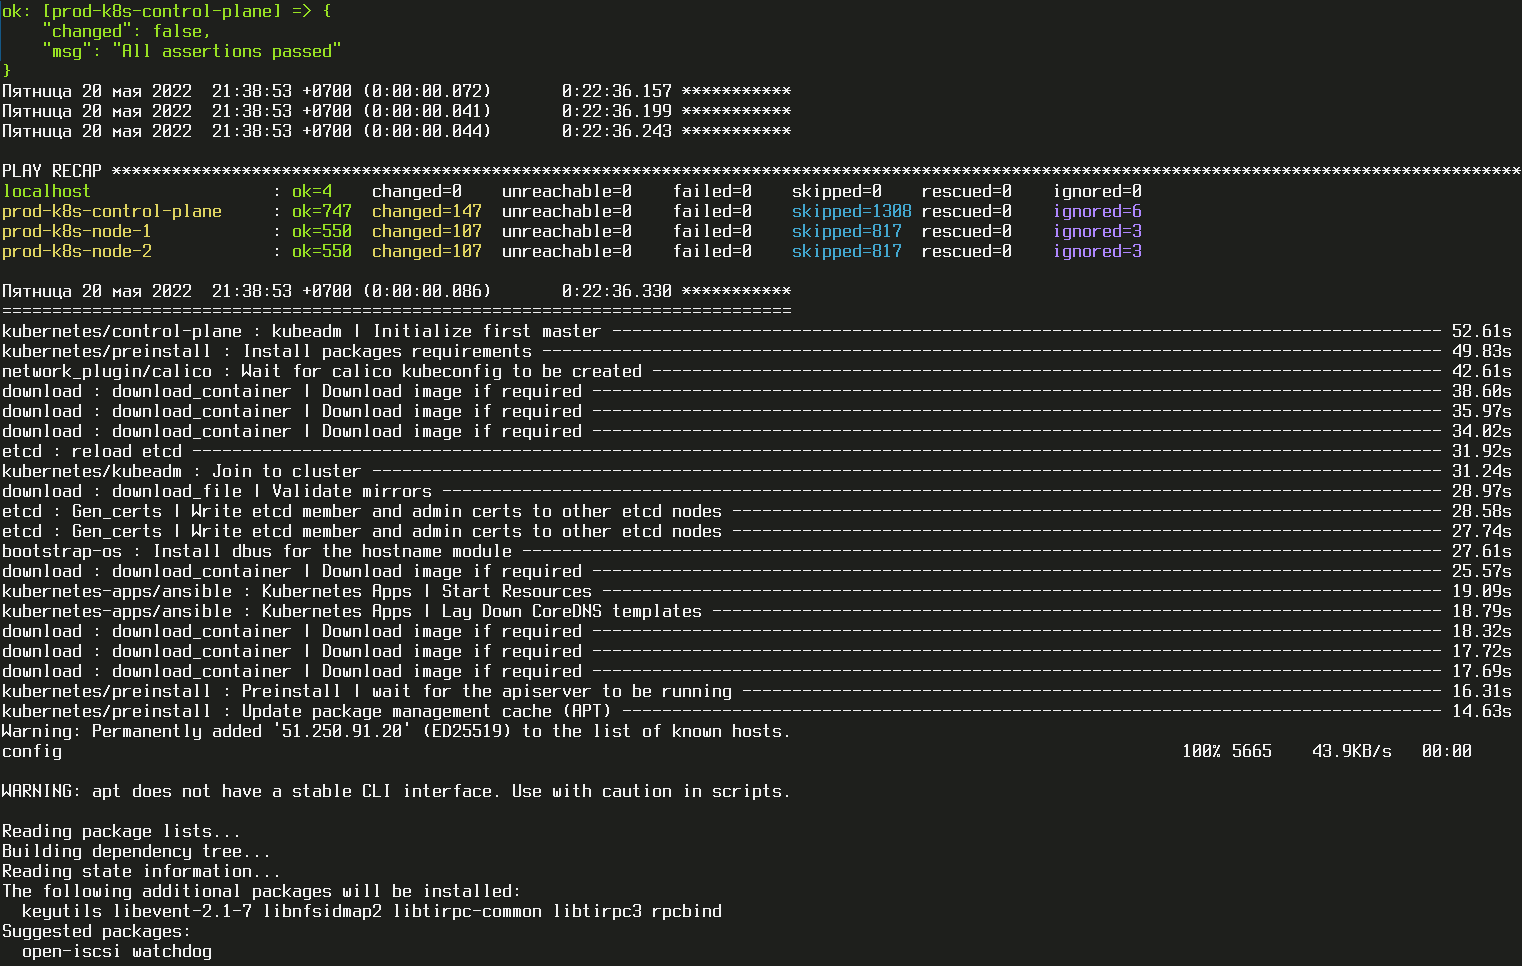 ok: [prod-k8s-control-plane] => {
    "changed": false,
    "msg": "All assertions passed"
}
Пятница 20 мая 2022  21:38:53 +0700 (0:00:00.072)       0:22:36.157 ***********
Пятница 20 мая 2022  21:38:53 +0700 (0:00:00.041)       0:22:36.199 ***********
Пятница 20 мая 2022  21:38:53 +0700 (0:00:00.044)       0:22:36.243 ***********
PLAY RECAP *********************************************************************************************************************************************
localhost                  : ok=4    changed=0    unreachable=0    failed=0    skipped=0    rescued=0    ignored=0
prod-k8s-control-plane     : ok=747  changed=147  unreachable=0    failed=0    skipped=1308 rescued=0    ignored=6
prod-k8s-node-1            : ok=550  changed=107  unreachable=0    failed=0    skipped=817  rescued=0    ignored=3
prod-k8s-node-2            : ok=550  changed=107  unreachable=0    failed=0    skipped=817  rescued=0    ignored=3
Пятница 20 мая 2022  21:38:53 +0700 (0:00:00.086)       0:22:36.330 ***********
===============================================================================
kubernetes/control-plane : kubeadm | Initialize first master ----------------------------------------------------------------------------------- 52.61s
kubernetes/preinstall : Install packages requirements ------------------------------------------------------------------------------------------ 49.83s
network_plugin/calico : Wait for calico kubeconfig to be created ------------------------------------------------------------------------------- 42.61s
download : download_container | Download image if required ------------------------------------------------------------------------------------- 38.60s
download : download_container | Download image if required ------------------------------------------------------------------------------------- 35.97s
download : download_container | Download image if required ------------------------------------------------------------------------------------- 34.02s
etcd : reload etcd ----------------------------------------------------------------------------------------------------------------------------- 31.92s
kubernetes/kubeadm : Join to cluster ----------------------------------------------------------------------------------------------------------- 31.24s
download : download_file | Validate mirrors ---------------------------------------------------------------------------------------------------- 28.97s
etcd : Gen_certs | Write etcd member and admin certs to other etcd nodes ----------------------------------------------------------------------- 28.58s
etcd : Gen_certs | Write etcd member and admin certs to other etcd nodes ----------------------------------------------------------------------- 27.74s
bootstrap-os : Install dbus for the hostname module -------------------------------------------------------------------------------------------- 27.61s
download : download_container | Download image if required ------------------------------------------------------------------------------------- 25.57s
kubernetes-apps/ansible : Kubernetes Apps | Start Resources ------------------------------------------------------------------------------------ 19.09s
kubernetes-apps/ansible : Kubernetes Apps | Lay Down CoreDNS templates ------------------------------------------------------------------------- 18.79s
download : download_container | Download image if required ------------------------------------------------------------------------------------- 18.32s
download : download_container | Download image if required ------------------------------------------------------------------------------------- 17.72s
download : download_container | Download image if required ------------------------------------------------------------------------------------- 17.69s
kubernetes/preinstall : Preinstall | wait for the apiserver to be running ---------------------------------------------------------------------- 16.31s
kubernetes/preinstall : Update package management cache (APT) ---------------------------------------------------------------------------------- 14.63s
Warning: Permanently added '51.250.91.20' (ED25519) to the list of known hosts.
config                                                                                                                100% 5665    43.9KB/s   00:00
WARNING: apt does not have a stable CLI interface. Use with caution in scripts.
Reading package lists...
Building dependency tree...
Reading state information...
The following additional packages will be installed:
  keyutils libevent-2.1-7 libnfsidmap2 libtirpc-common libtirpc3 rpcbind
Suggested packages:
  open-iscsi watchdog